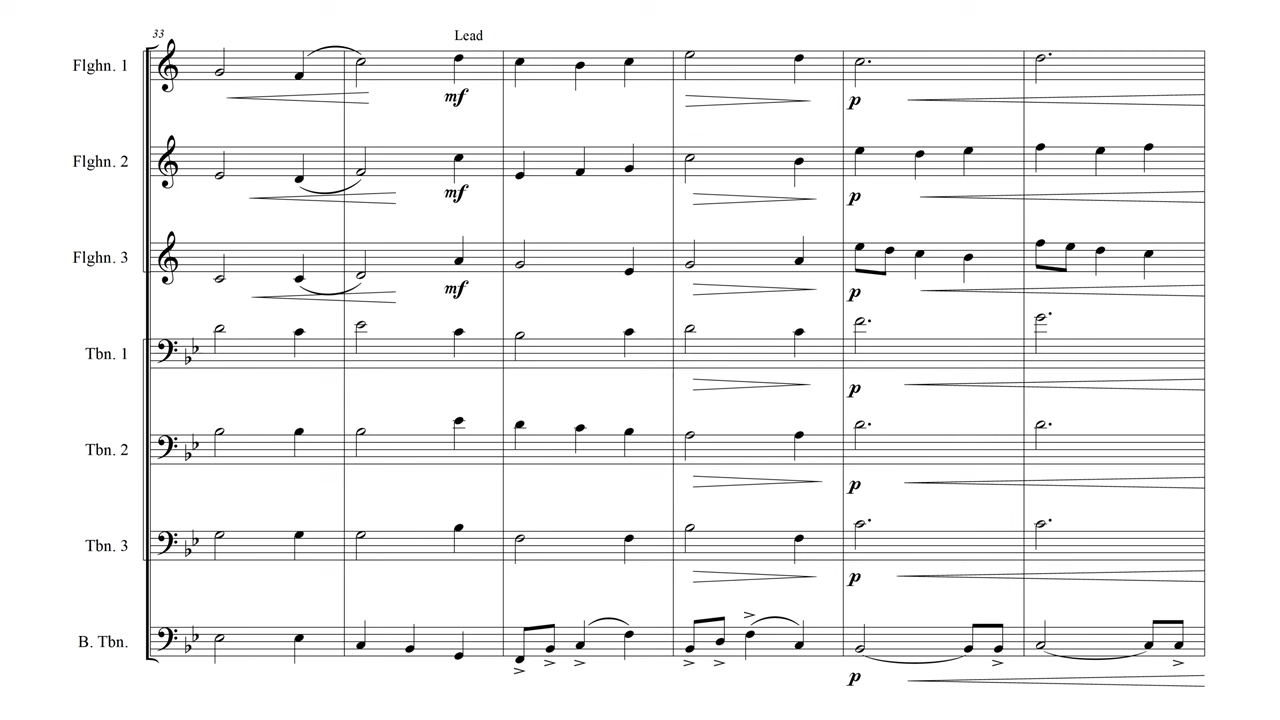 33
Lead
Flghn. 1
mf
p
Flghn. 2
mf
p
Flghn. 3
mf
p
Tbn. 1
p
Tbn. 2
p
Tbn. 3
p
B. Tbn.
p